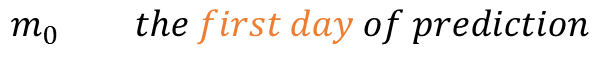 m₀ the first day of prediction